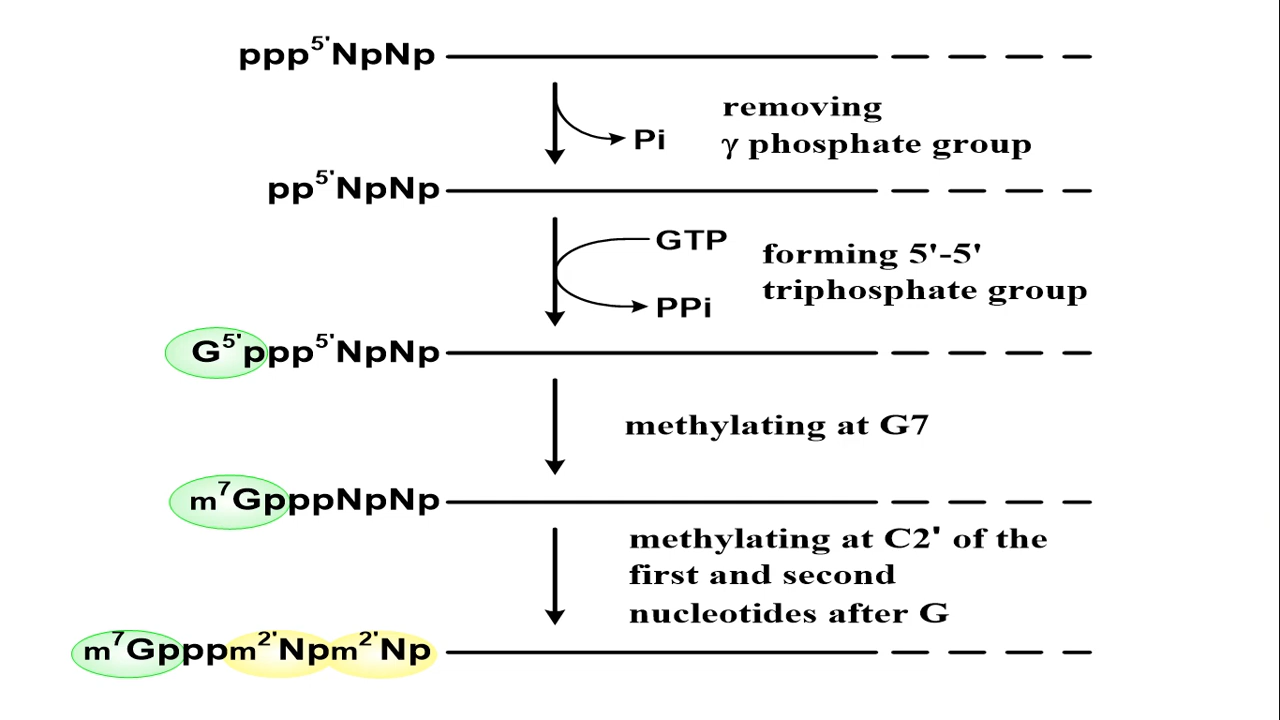 ppp5'NpNp
removing
Pi
γ phosphate group
pp5'NpNp
GTP
forming 5'-5'
triphosphate group
PPi
G5'ppp5'NpNp
methylating at G7
m7GpppNpNp
methylating at C2' of the
first and second
nucleotides after G
m7Gpppm2'Npm2'Np